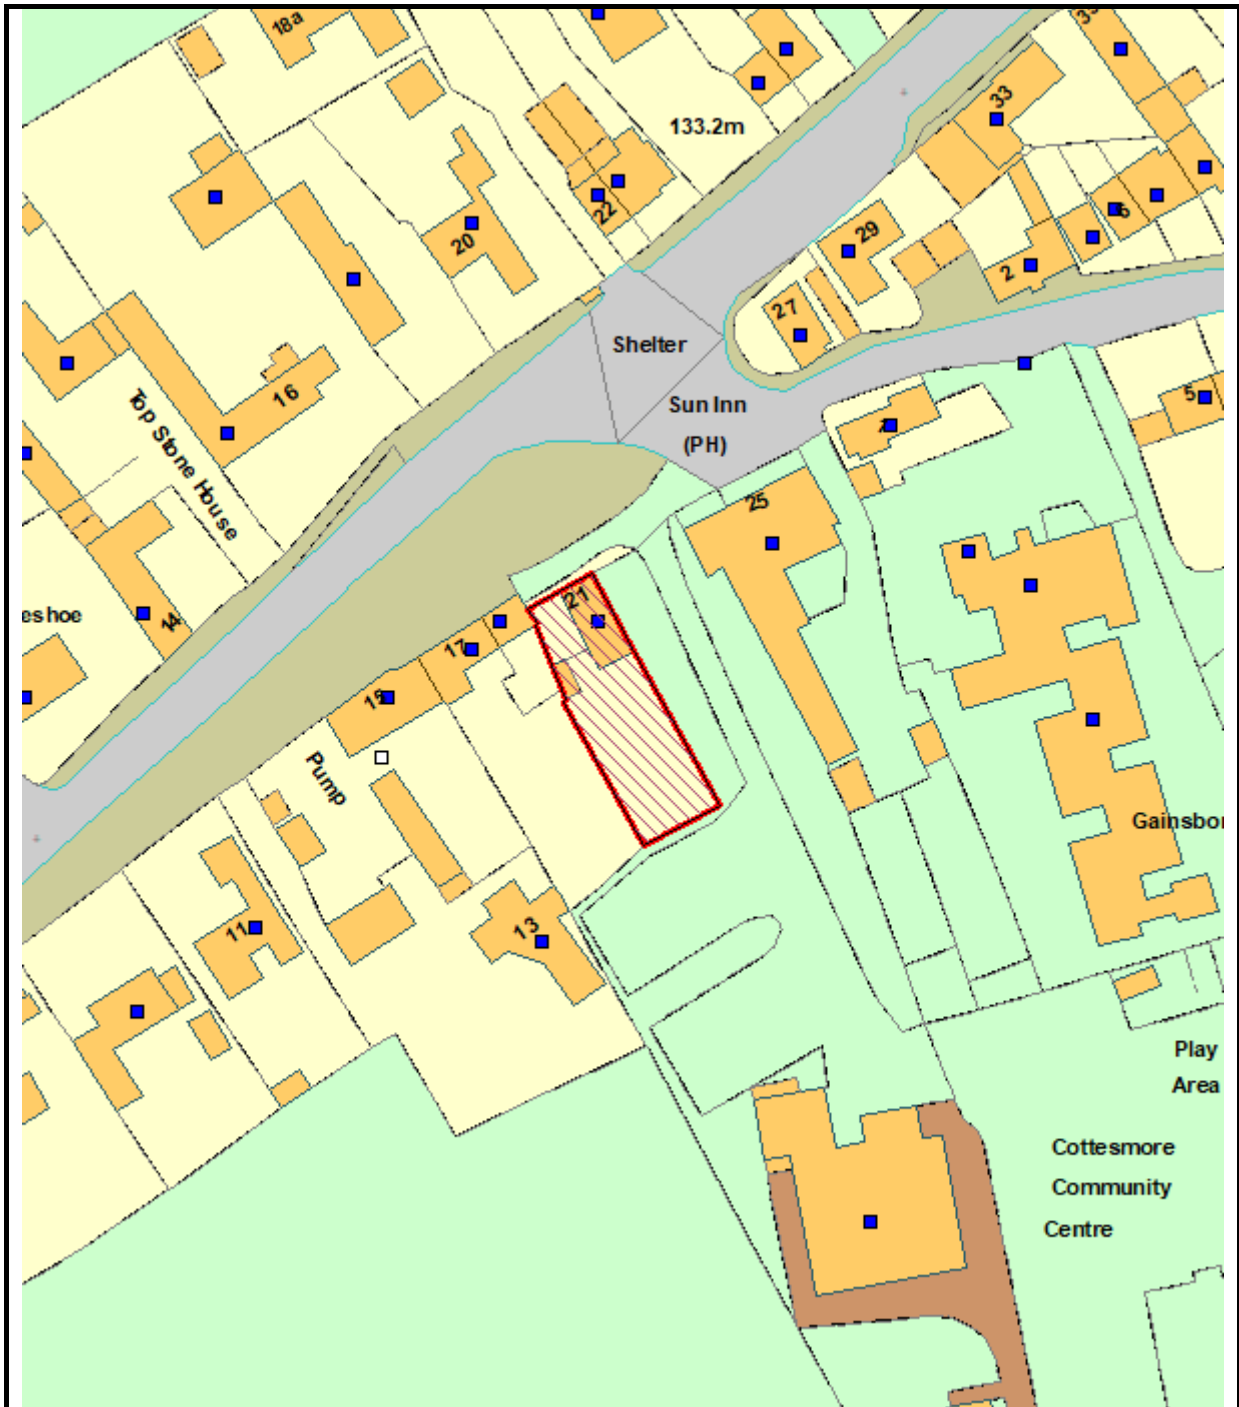 18a
33
133.2m
33
22
6
29
20
2
27
Shelter
5
16
Sun Inn
(PH)
Top Stone House
25
21
eshoe
14
17
15
Pump
Gainsbor
13
11
Play
Area
Cottesmore
Community
Centre